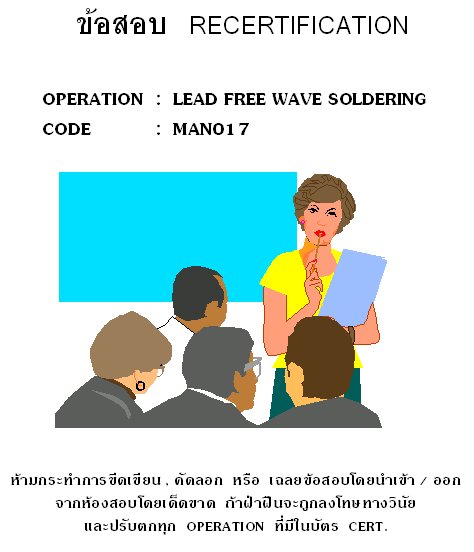 ข้อสอบ RECERTIFICATION
OPERATION : LEAD FREE WAVE SOLDERING
CODE : MAN017
ห้ามกระทำการขีดเขียน , คัดลอก หรือ เฉลยข้อสอบโดยนำเข้า / ออก
จากห้องสอบโดยเด็ดขาด ถ้าฝ่าฝืนจะถูกลงโทษทางวินัย
และปรับตกทุก OPERATION ที่มีในบัตร CERT.